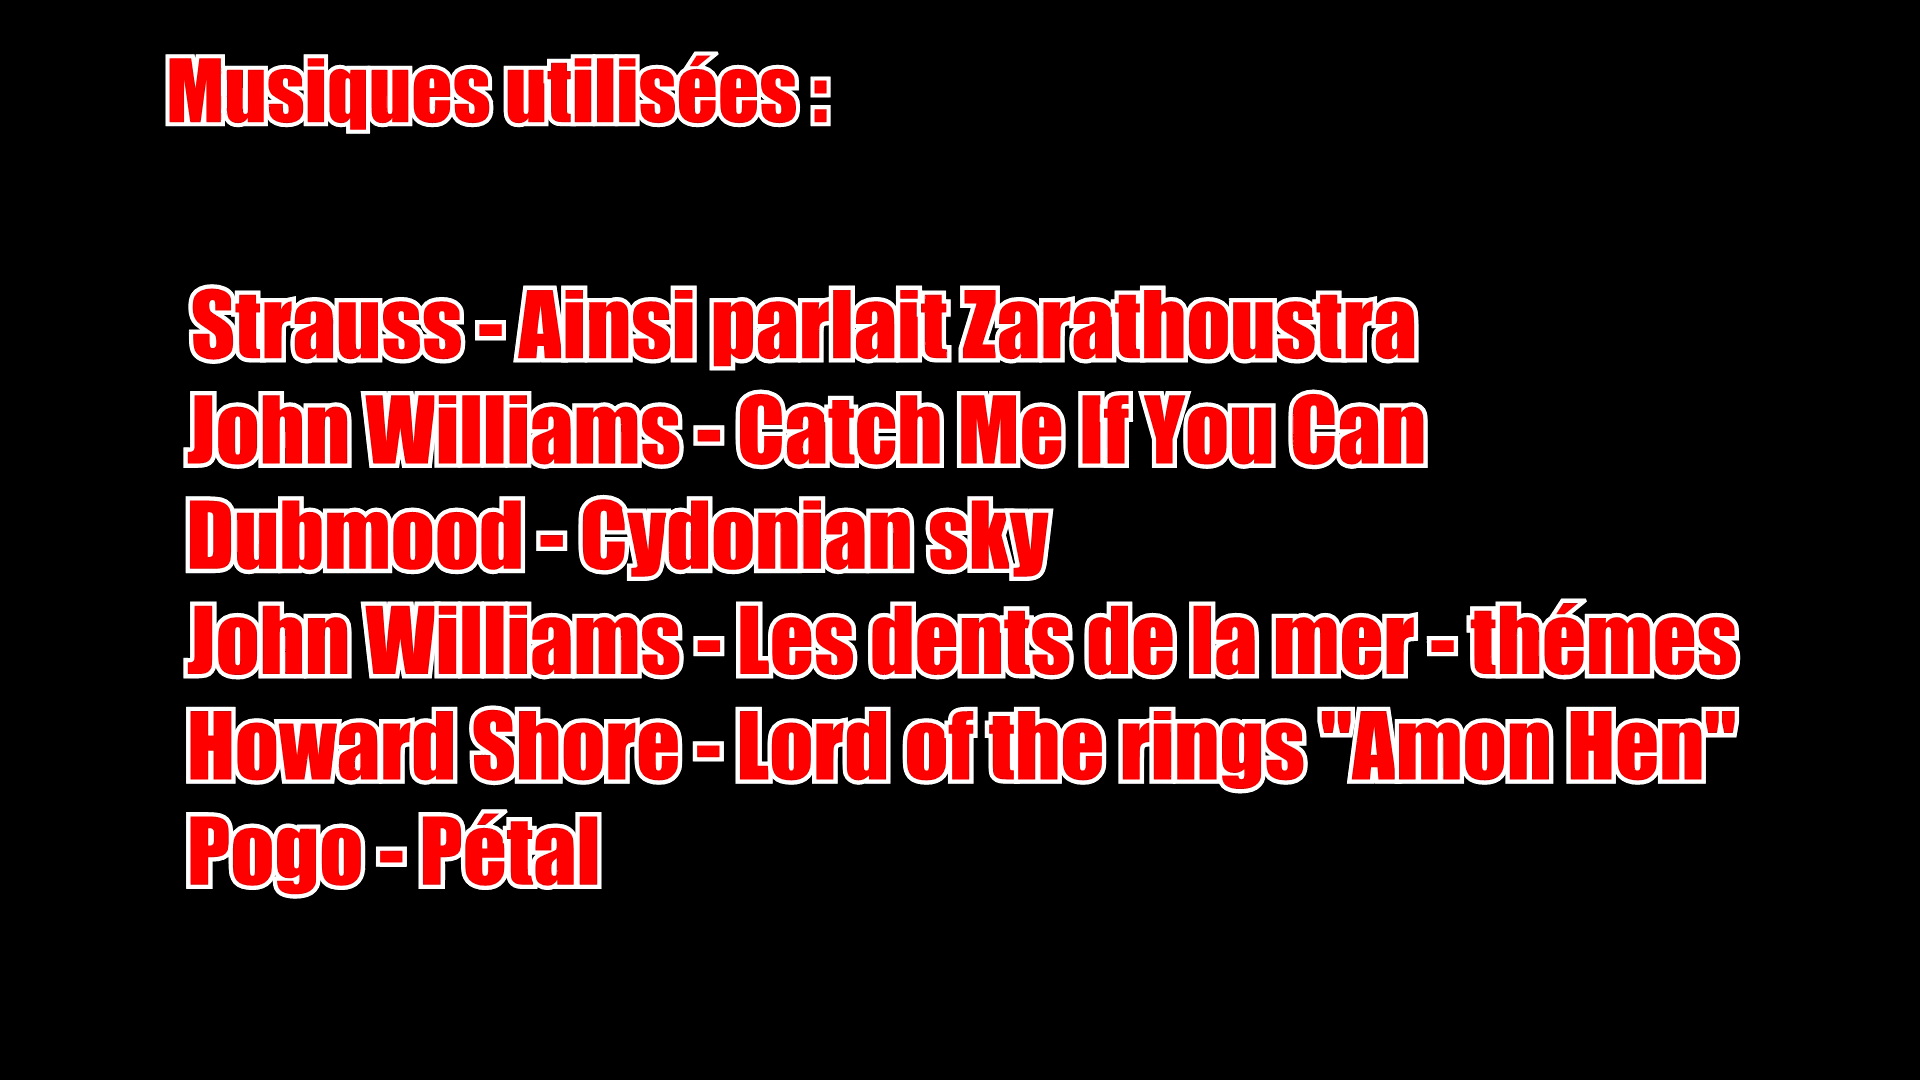 Musiques utilisées :
Strauss - Ainsi parlait Zarathoustra
John Williams - Catch Me If You Can
Dubmood - Cydonian sky
John Williams - Les dents de la mer - thémes
Howard Shore - Lord of the rings "Amon Hen"
Pogo - Pétal